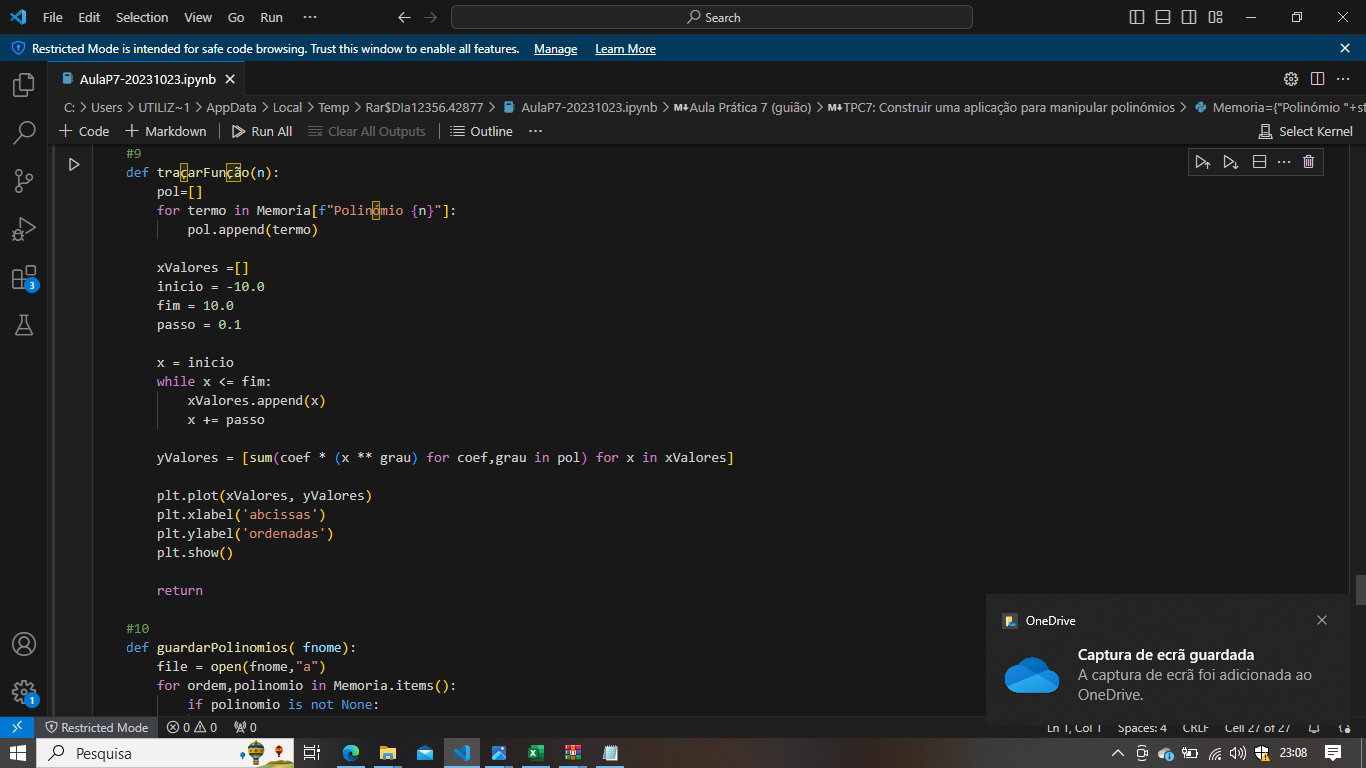 File Edit Selection View Go Run ··· Search
Restricted Mode is intended for safe code browsing. Trust this window to enable all features. Manage Learn More
AulaP7-20231023.ipynb
C: > Users > UTILIZ~1 > AppData > Local > Temp > Rar$DIa12356.42877 > AulaP7-20231023.ipynb > Aula Prática 7 (guião) > TPC7: Construir uma aplicação para manipular polinómios > Memoria={"Polinómio "+st
+ Code + Markdown Run All Clear All Outputs Outline ··· Select Kernel
#9
def traçarFunção(n):
pol=[]
for termo in Memoria[f"Polinómio {n}"]:
pol.append(termo)
xValores =[]
inicio = -10.0
fim = 10.0
passo = 0.1
x = inicio
while x <= fim:
xValores.append(x)
x += passo
yValores = [sum(coef * (x ** grau) for coef,grau in pol) for x in xValores]
plt.plot(xValores, yValores)
plt.xlabel('abcissas')
plt.ylabel('ordenadas')
plt.show()
return
#10
def guardarPolinomios( fnome):
file = open(fnome,"a")
for ordem,polinomio in Memoria.items():
if polinomio is not None:
3
1
OneDrive
Captura de ecrã guardada
A captura de ecrã foi adicionada ao
OneDrive.
Restricted Mode 0 0 0 Ln 1, Col 1 Spaces: 4 CRLF Cell 27 of 27
Pesquisa 23:08